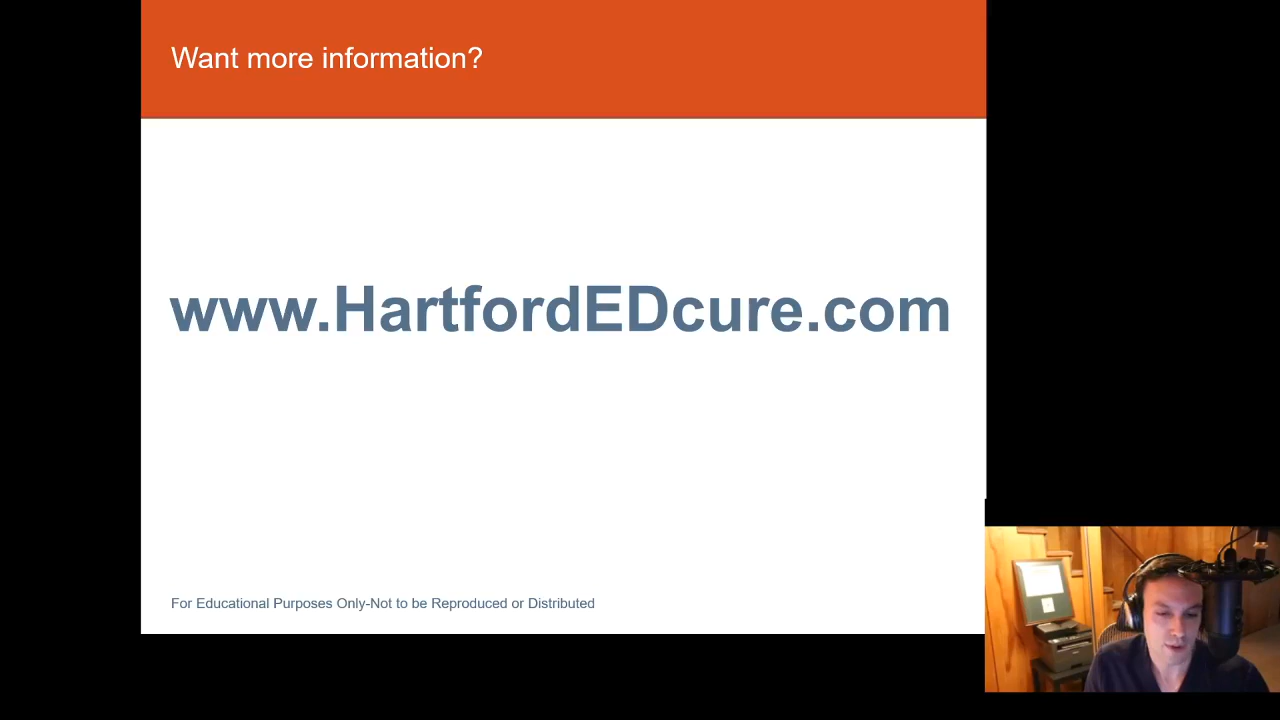 Want more information?
www.HartfordEDcure.com
For Educational Purposes Only-Not to be Reproduced or Distributed